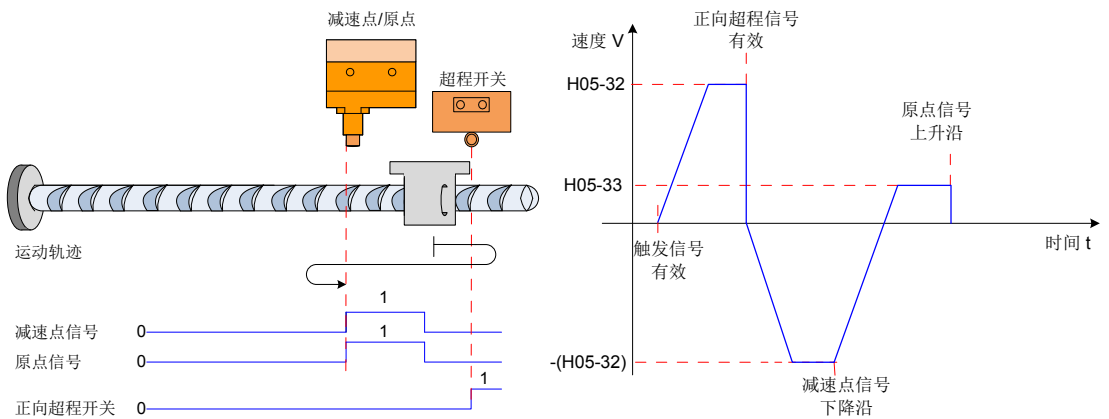 减速点/原点
超程开关
运动轨迹
1
减速点信号
0
1
原点信号
0
1
正向超程开关
0
正向超程信号
有效
速度 V
H05-32
原点信号
上升沿
H05-33
时间 t
触发信号
有效
-(H05-32)
减速点信号
下降沿